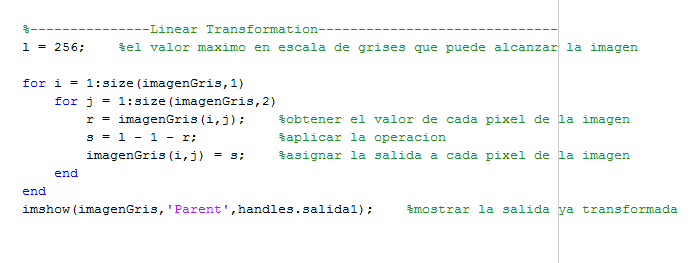 %---------------Linear Transformation------------------------------
l = 256;    %el valor maximo en escala de grises que puede alcanzar la imagen
for i = 1:size(imagenGris,1)
    for j = 1:size(imagenGris,2)
        r = imagenGris(i,j);    %obtener el valor de cada pixel de la imagen
        s = l - 1 - r;          %aplicar la operacion
        imagenGris(i,j) = s;    %asignar la salida a cada pixel de la imagen
    end
end
imshow(imagenGris,'Parent',handles.salida1);    %mostrar la salida ya transformada